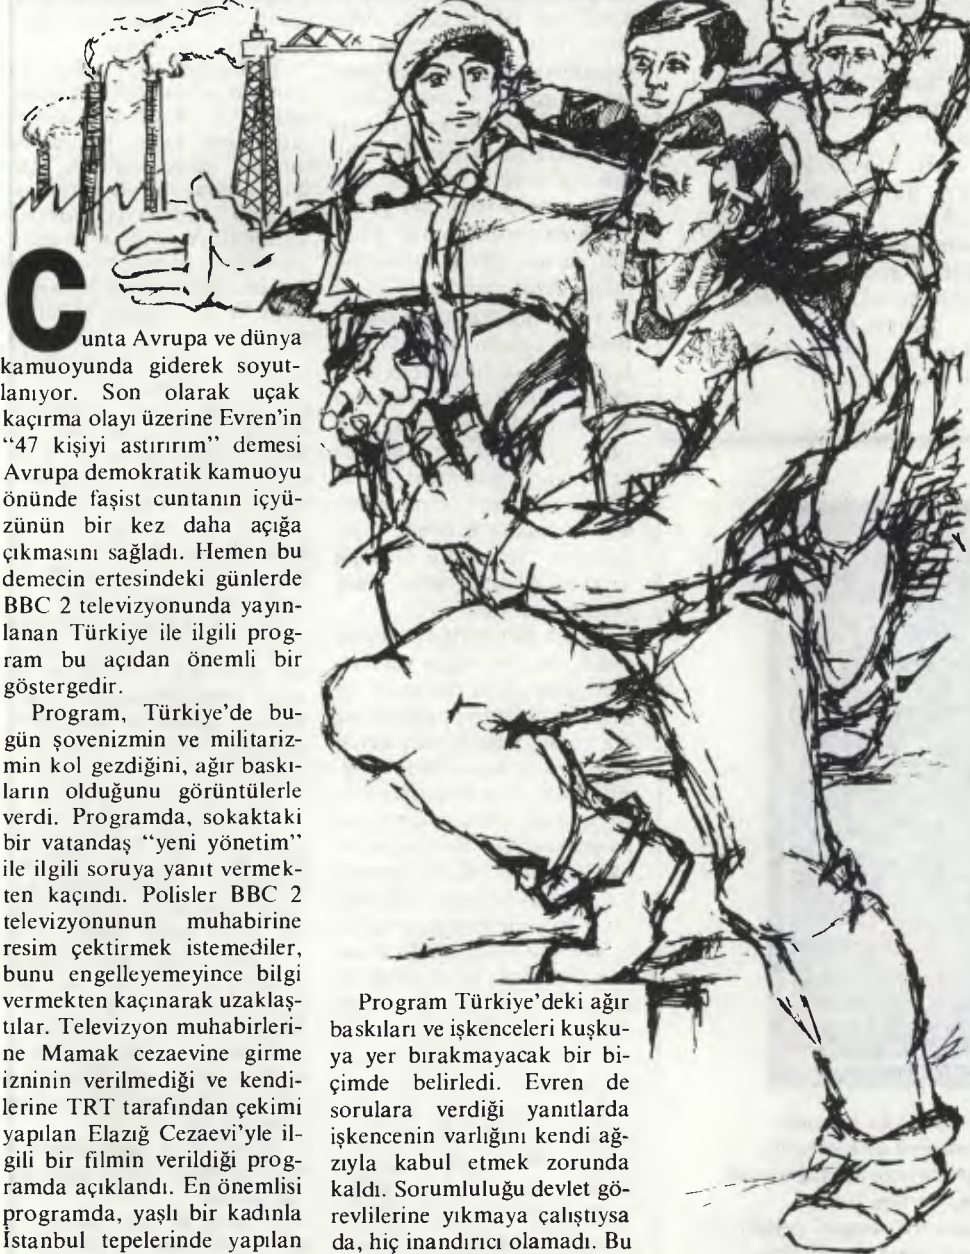 Cunta Avrupa ve dünya
kamuoyunda giderek soyut-
lanıyor. Son olarak uçak
kaçırma olayı üzerine Evren'in
“47 kişiyi astırırım” demesi
Avrupa demokratik kamuoyu
önünde faşist cuntanın içyü-
zünün bir kez daha açığa
çıkmasını sağladı. Hemen bu
demecin ertesindeki günlerde
BBC 2 televizyonunda yayın-
lanan Türkiye ile ilgili prog-
ram bu açıdan önemli bir
göstergedir.
Program, Türkiye'de bu-
gün şovenizmin ve militariz-
min kol gezdiğini, ağır baskı-
ların olduğunu görüntülerle
verdi. Programda, sokaktaki
bir vatandaş “yeni yönetim”
ile ilgili soruya yanıt vermek-
ten kaçındı. Polisler BBC 2
televizyonunun muhabirine
resim çektirmek istemediler,
bunu engelleyemeyince bilgi
vermekten kaçınarak uzaklaş-
tılar. Televizyon muhabirleri-
ne Mamak cezaevine girme
izninin verilmediği ve kendi-
lerine TRT tarafından çekimi
yapılan Elazığ Cezaevi'yle il-
gili bir filmin verildiği prog-
ramda açıklandı. En önemlisi
programda, yaşlı bir kadınla
İstanbul tepelerinde yapılan
Program Türkiye'deki ağır
baskıları ve işkenceleri kuşku-
ya yer bırakmayacak bir bi-
çimde belirledi. Evren de
sorulara verdiği yanıtlarda
işkencenin varlığını kendi ağ-
zıyla kabul etmek zorunda
kaldı. Sorumluluğu devlet gö-
revlilerine yıkmaya çalıştıysa
da, hiç inandırıcı olamadı. Bu